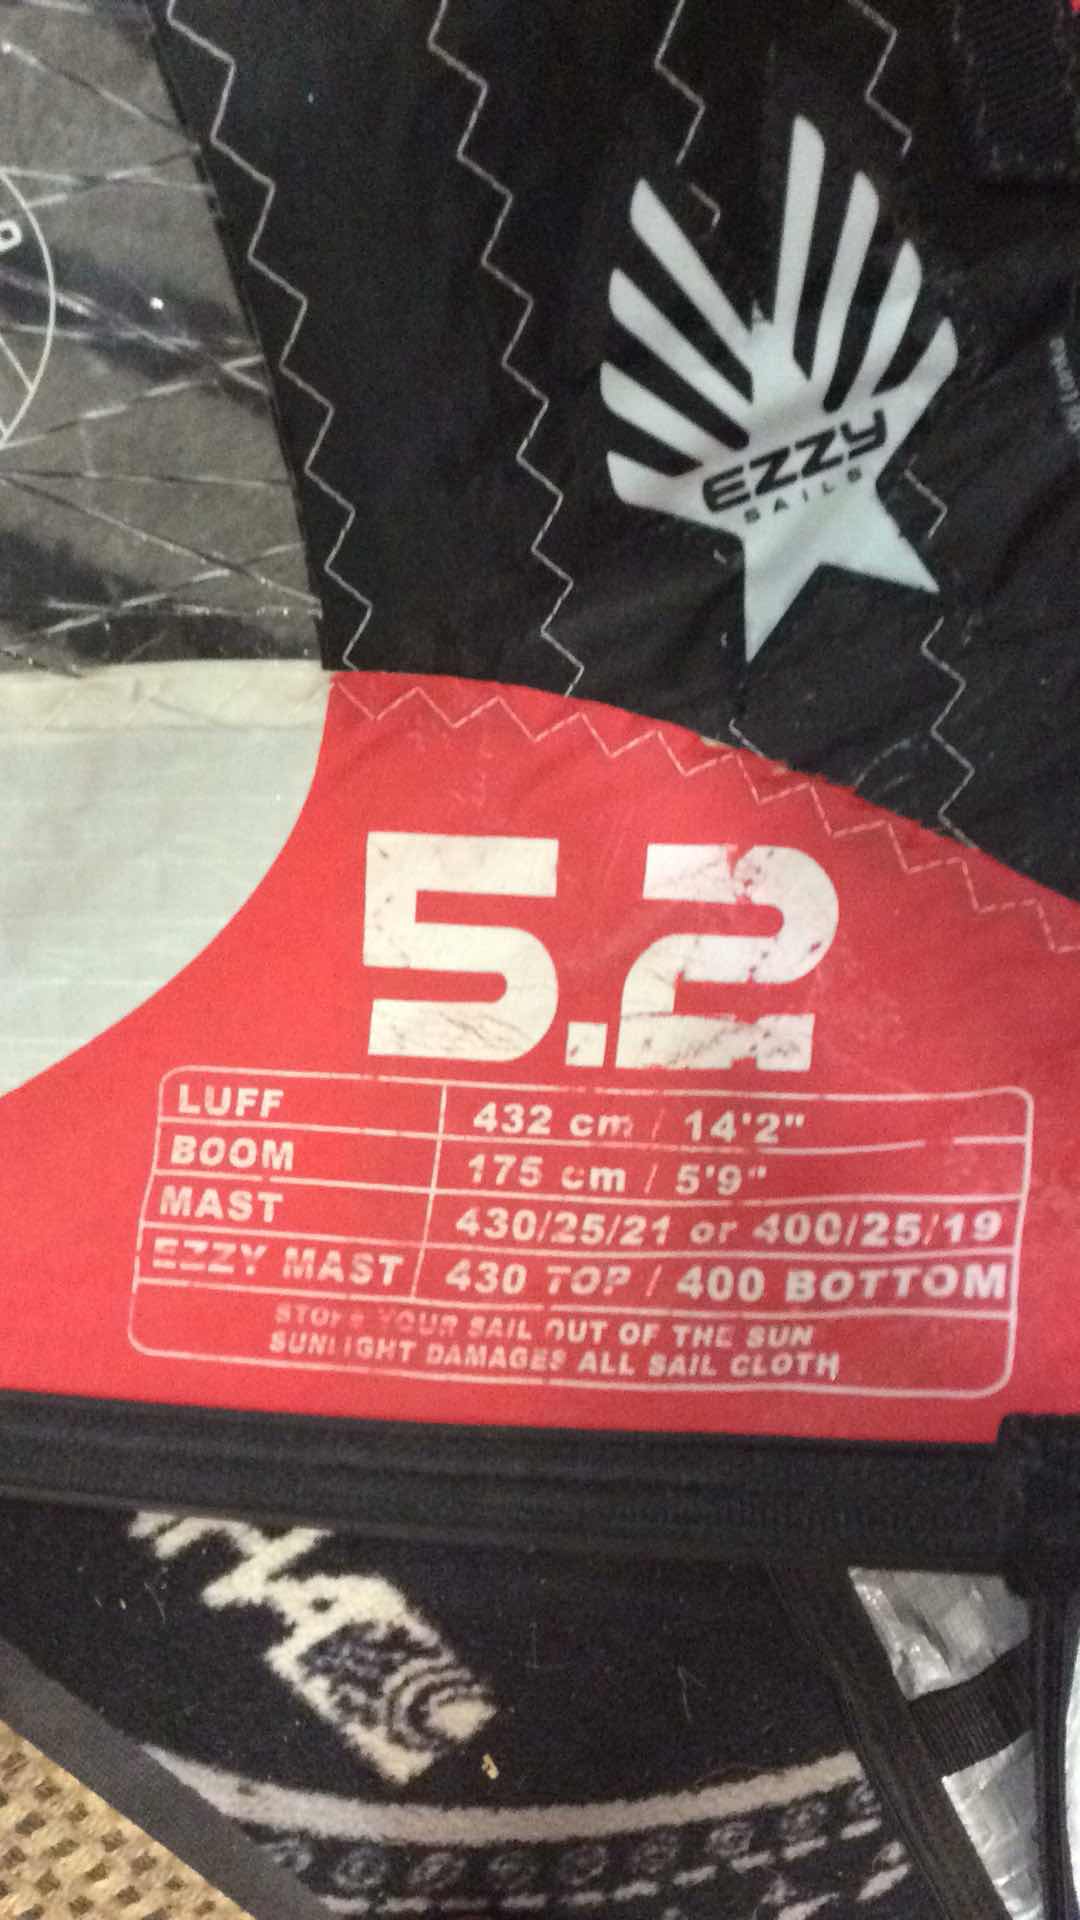 EZZY
SAILS
5.2
LUFF 432 cm / 14'2"
BOOM 175 cm / 5'9"
MAST 430/25/21 or 400/25/19
EZZY MAST 430 TOP / 400 BOTTOM
STORE YOUR SAIL OUT OF THE SUN
SUNLIGHT DAMAGES ALL SAIL CLOTH